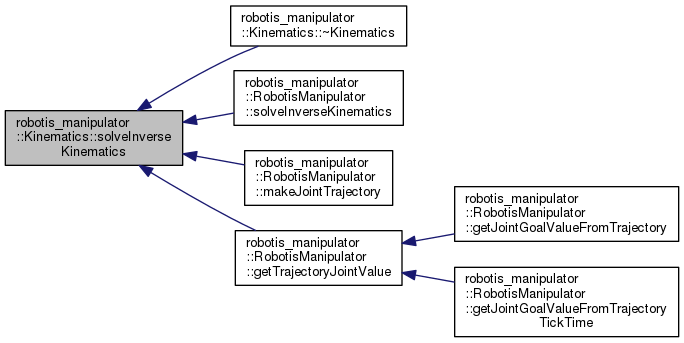 robotis_manipulator
::Kinematics::~Kinematics
robotis_manipulator
::RobotisManipulator
::solveInverseKinematics
robotis_manipulator
::Kinematics::solveInverse
Kinematics
robotis_manipulator
::RobotisManipulator
::makeJointTrajectory
robotis_manipulator
::RobotisManipulator
::getTrajectoryJointValue
robotis_manipulator
::RobotisManipulator
::getJointGoalValueFromTrajectory
robotis_manipulator
::RobotisManipulator
::getJointGoalValueFromTrajectory
TickTime